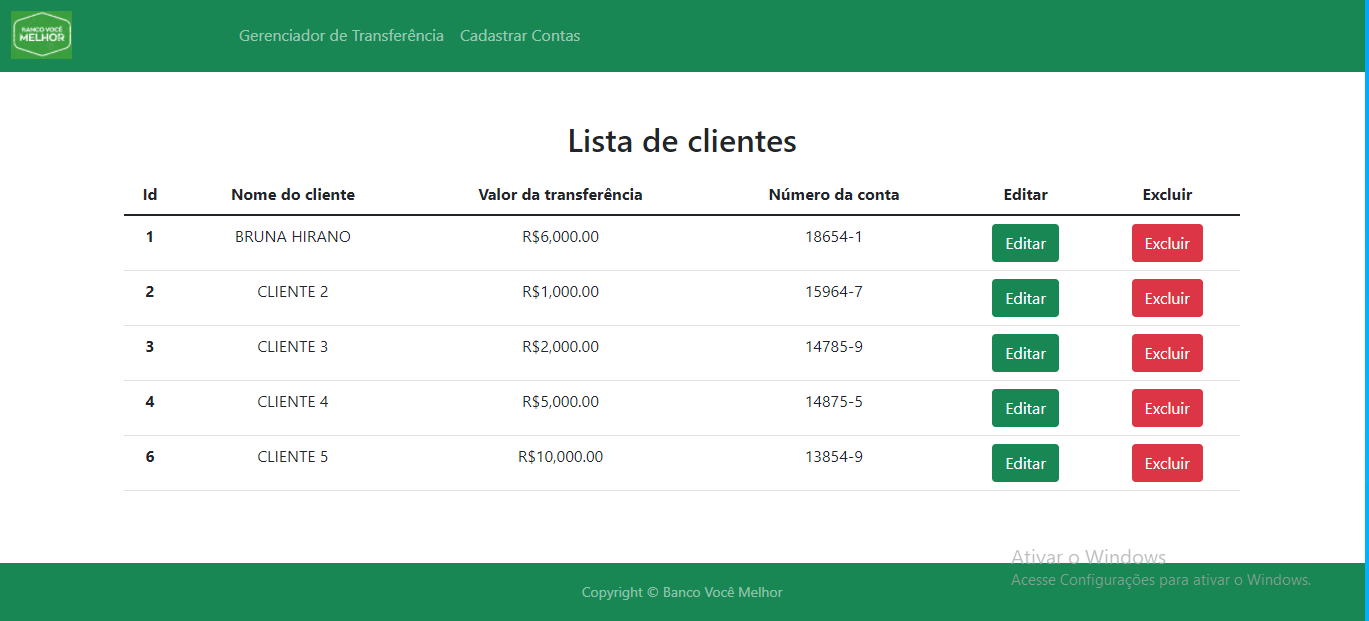 BANCO VOCÊ
MELHOR
Gerenciador de Transferência Cadastrar Contas
Lista de clientes
Id Nome do cliente Valor da transferência Número da conta Editar Excluir
1 BRUNA HIRANO R$6,000.00 18654-1 Editar Excluir
2 CLIENTE 2 R$1,000.00 15964-7 Editar Excluir
3 CLIENTE 3 R$2,000.00 14785-9 Editar Excluir
4 CLIENTE 4 R$5,000.00 14875-5 Editar Excluir
6 CLIENTE 5 R$10,000.00 13854-9 Editar Excluir
Ativar o Windows
Acesse Configurações para ativar o Windows.
Copyright © Banco Você Melhor